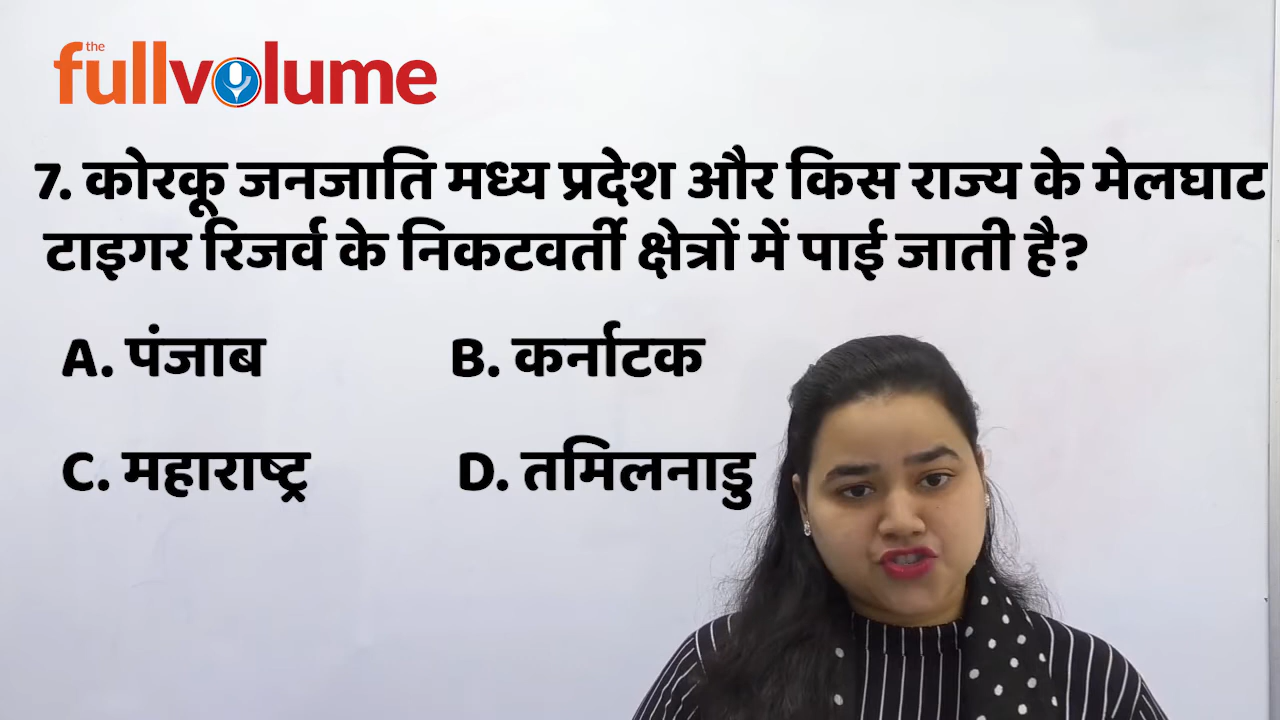 the
fullvolume
7. कोरकू जनजाति मध्य प्रदेश और किस राज्य के मेलघाट
टाइगर रिजर्व के निकटवर्ती क्षेत्रों में पाई जाती है?
A. पंजाब B. कर्नाटक
C. महाराष्ट्र D. तमिलनाडु